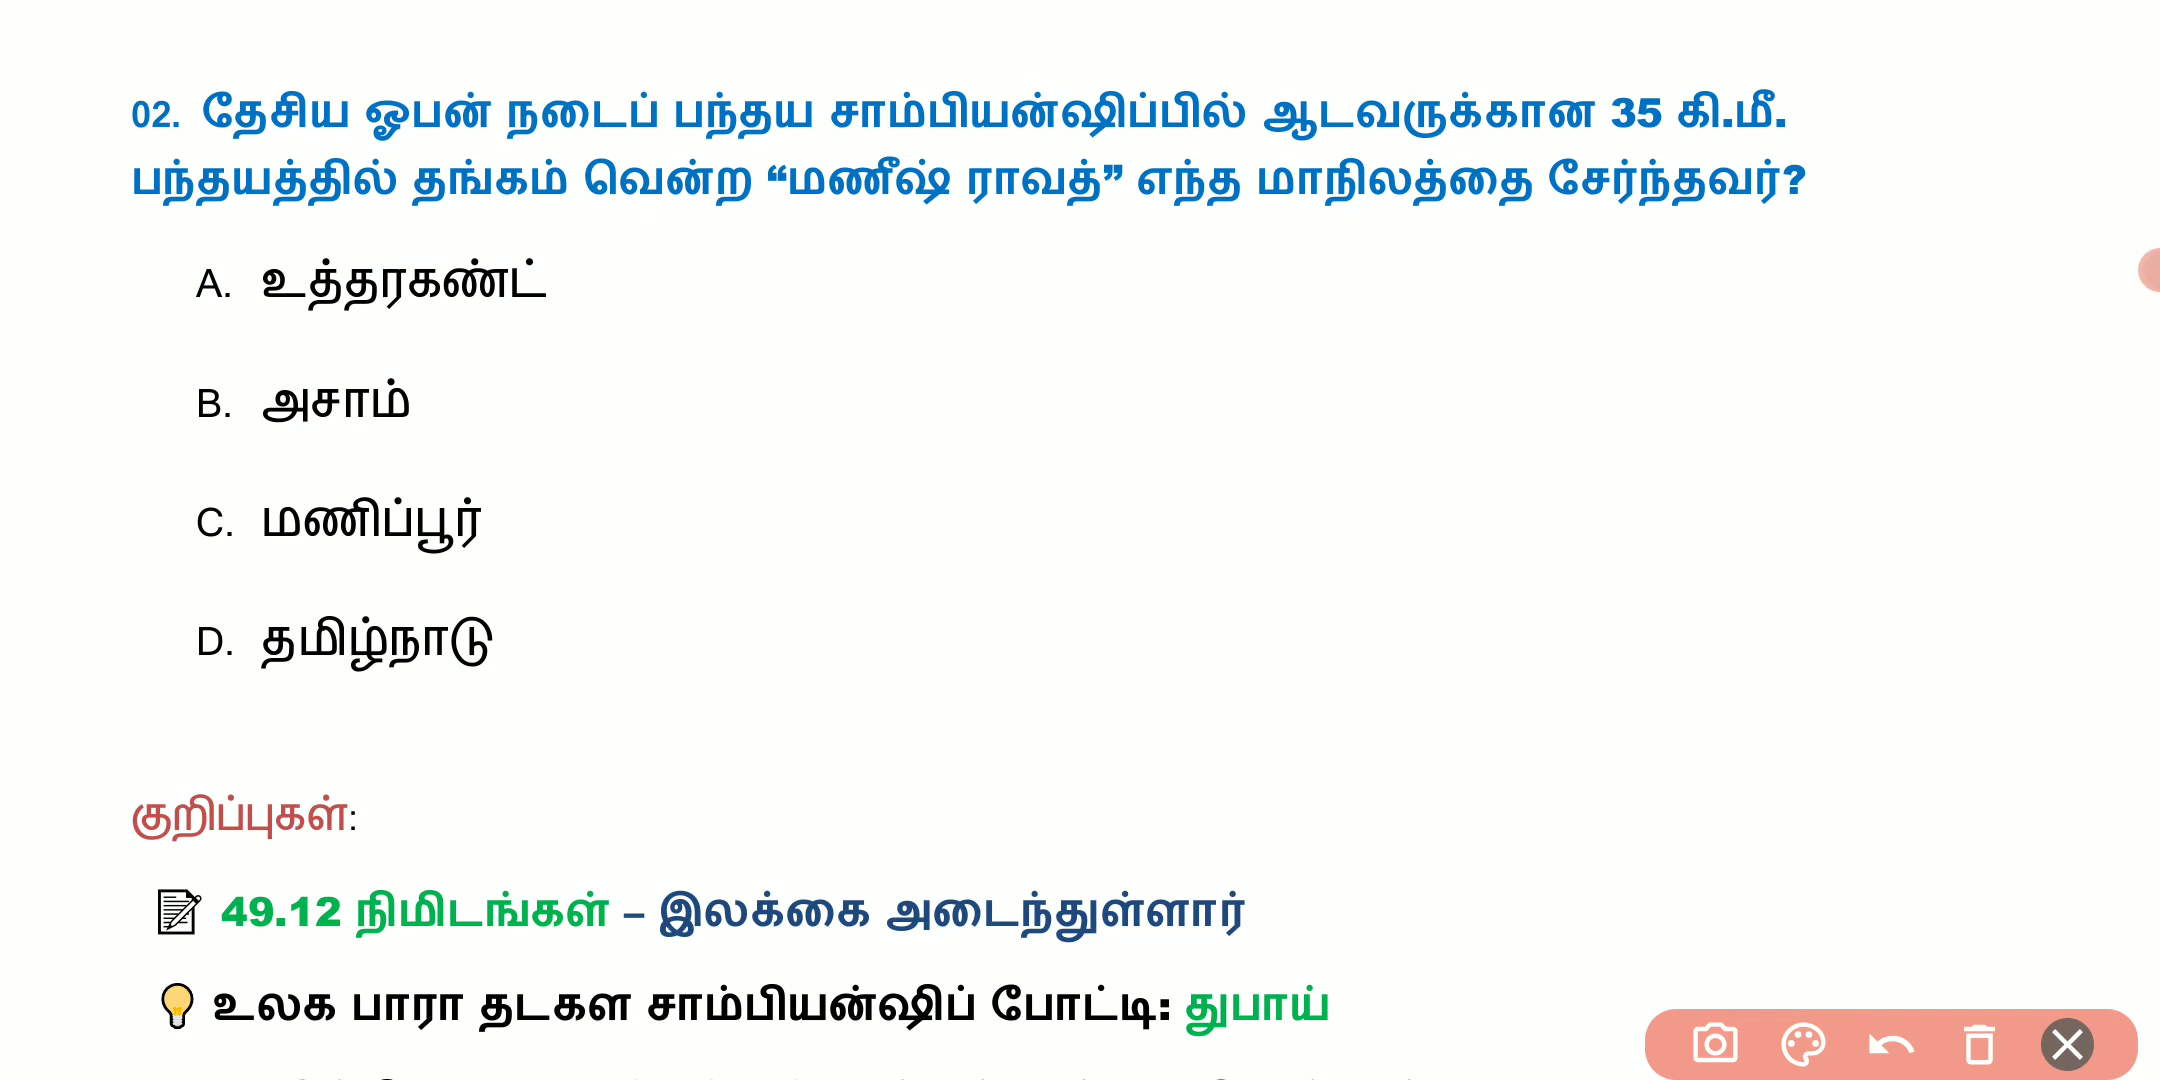 02. தேசிய ஓபன் நடைப் பந்தய சாம்பியன்ஷிப்பில் ஆடவருக்கான 35 கி.மீ.
பந்தயத்தில் தங்கம் வென்ற “மணீஷ் ராவத்” எந்த மாநிலத்தை சேர்ந்தவர்?
A. உத்தரகண்ட்
B. அசாம்
C. மணிப்பூர்
D. தமிழ்நாடு
குறிப்புகள்:
49.12 நிமிடங்கள் – இலக்கை அடைந்துள்ளார்
உலக பாரா தடகள சாம்பியன்ஷிப் போட்டி: துபாய்